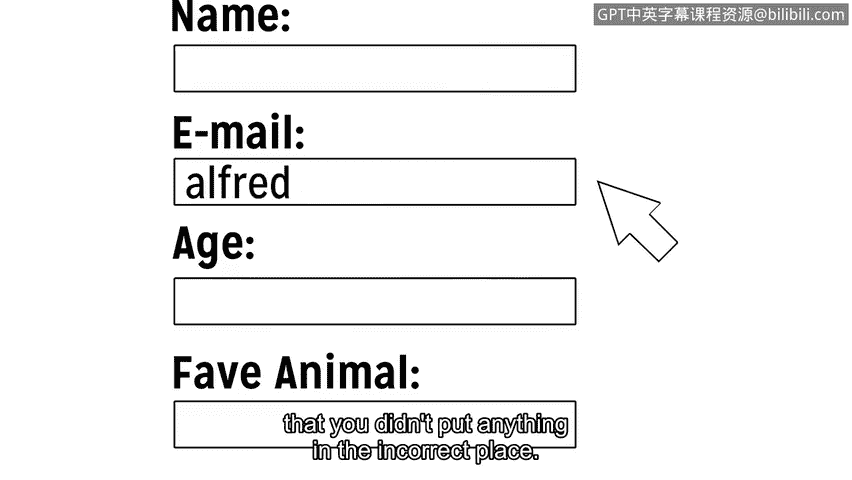 GPT中英字幕课程资源@bilibili.com
Name:
E-mail:
alfred
Age:
Fave Animal:
that you didn't put anything
in the incorrect place.